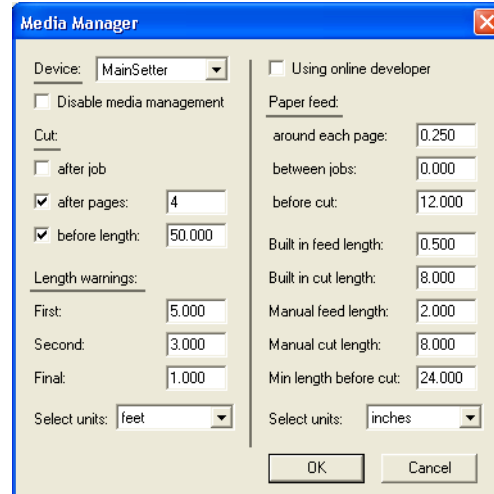 Media Manager
Device: MainSetter
Disable media management
Cut:
after job
after pages: 4
before length: 50.000
Length warnings:
First: 5.000
Second: 3.000
Final: 1.000
Select units: feet
Using online developer
Paper feed:
around each page: 0.250
between jobs: 0.000
before cut: 12.000
Built in feed length: 0.500
Built in cut length: 8.000
Manual feed length: 2.000
Manual cut length: 8.000
Min length before cut: 24.000
Select units: inches
OK Cancel